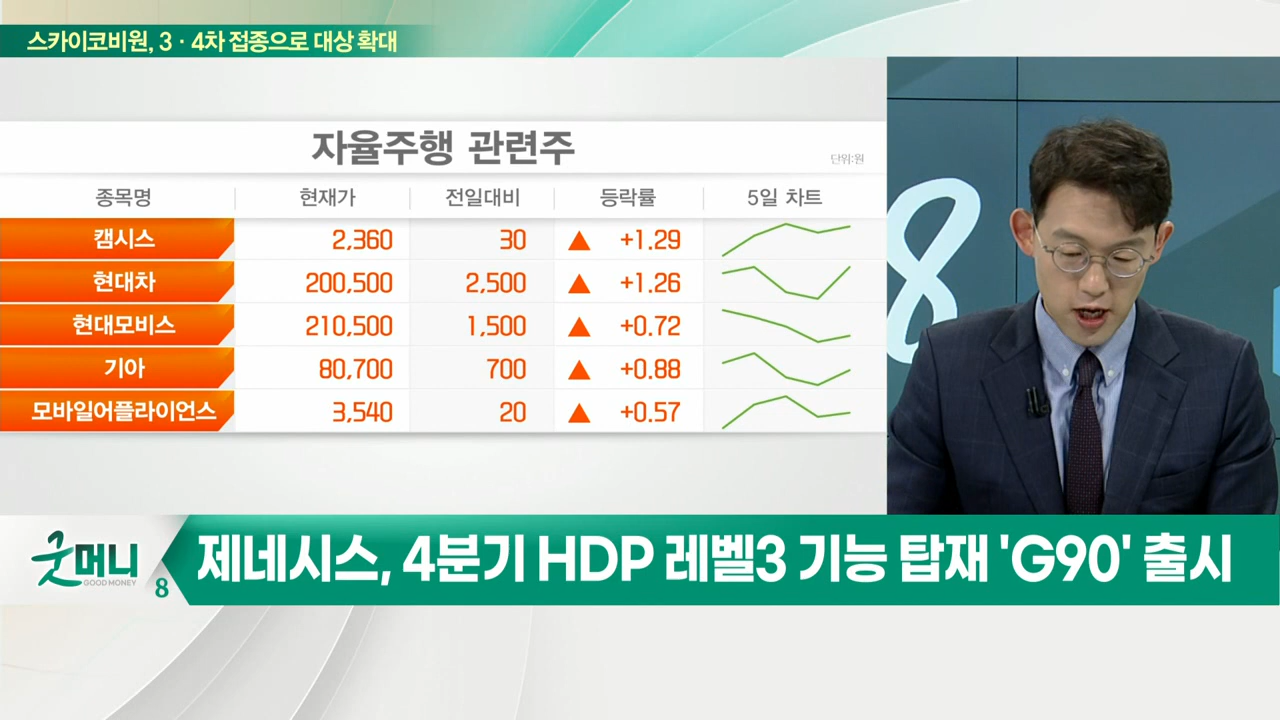 스카이코비원, 3·4차 접종으로 대상 확대
자율주행 관련주
단위:원
종목명 현재가 전일대비 등락률 5일 차트
캠시스 2,360 30 ▲ +1.29
현대차 200,500 2,500 ▲ +1.26
현대모비스 210,500 1,500 ▲ +0.72
기아 80,700 700 ▲ +0.88
모바일어플라이언스 3,540 20 ▲ +0.57
8
굿머니
GOOD MONEY
8
제네시스, 4분기 HDP 레벨3 기능 탑재 'G90' 출시